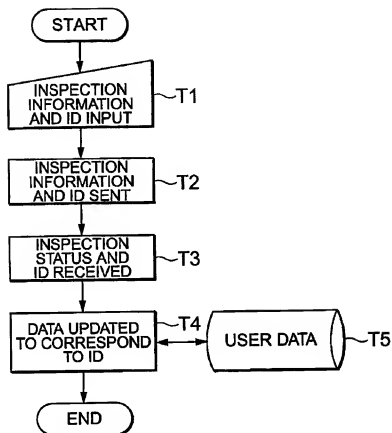 START
INSPECTION
INFORMATION
AND ID INPUT
T1
INSPECTION
INFORMATION
AND ID SENT
T2
INSPECTION
STATUS AND
ID RECEIVED
T3
DATA UPDATED
TO CORRESPOND
TO ID
T4
USER DATA
T5
END